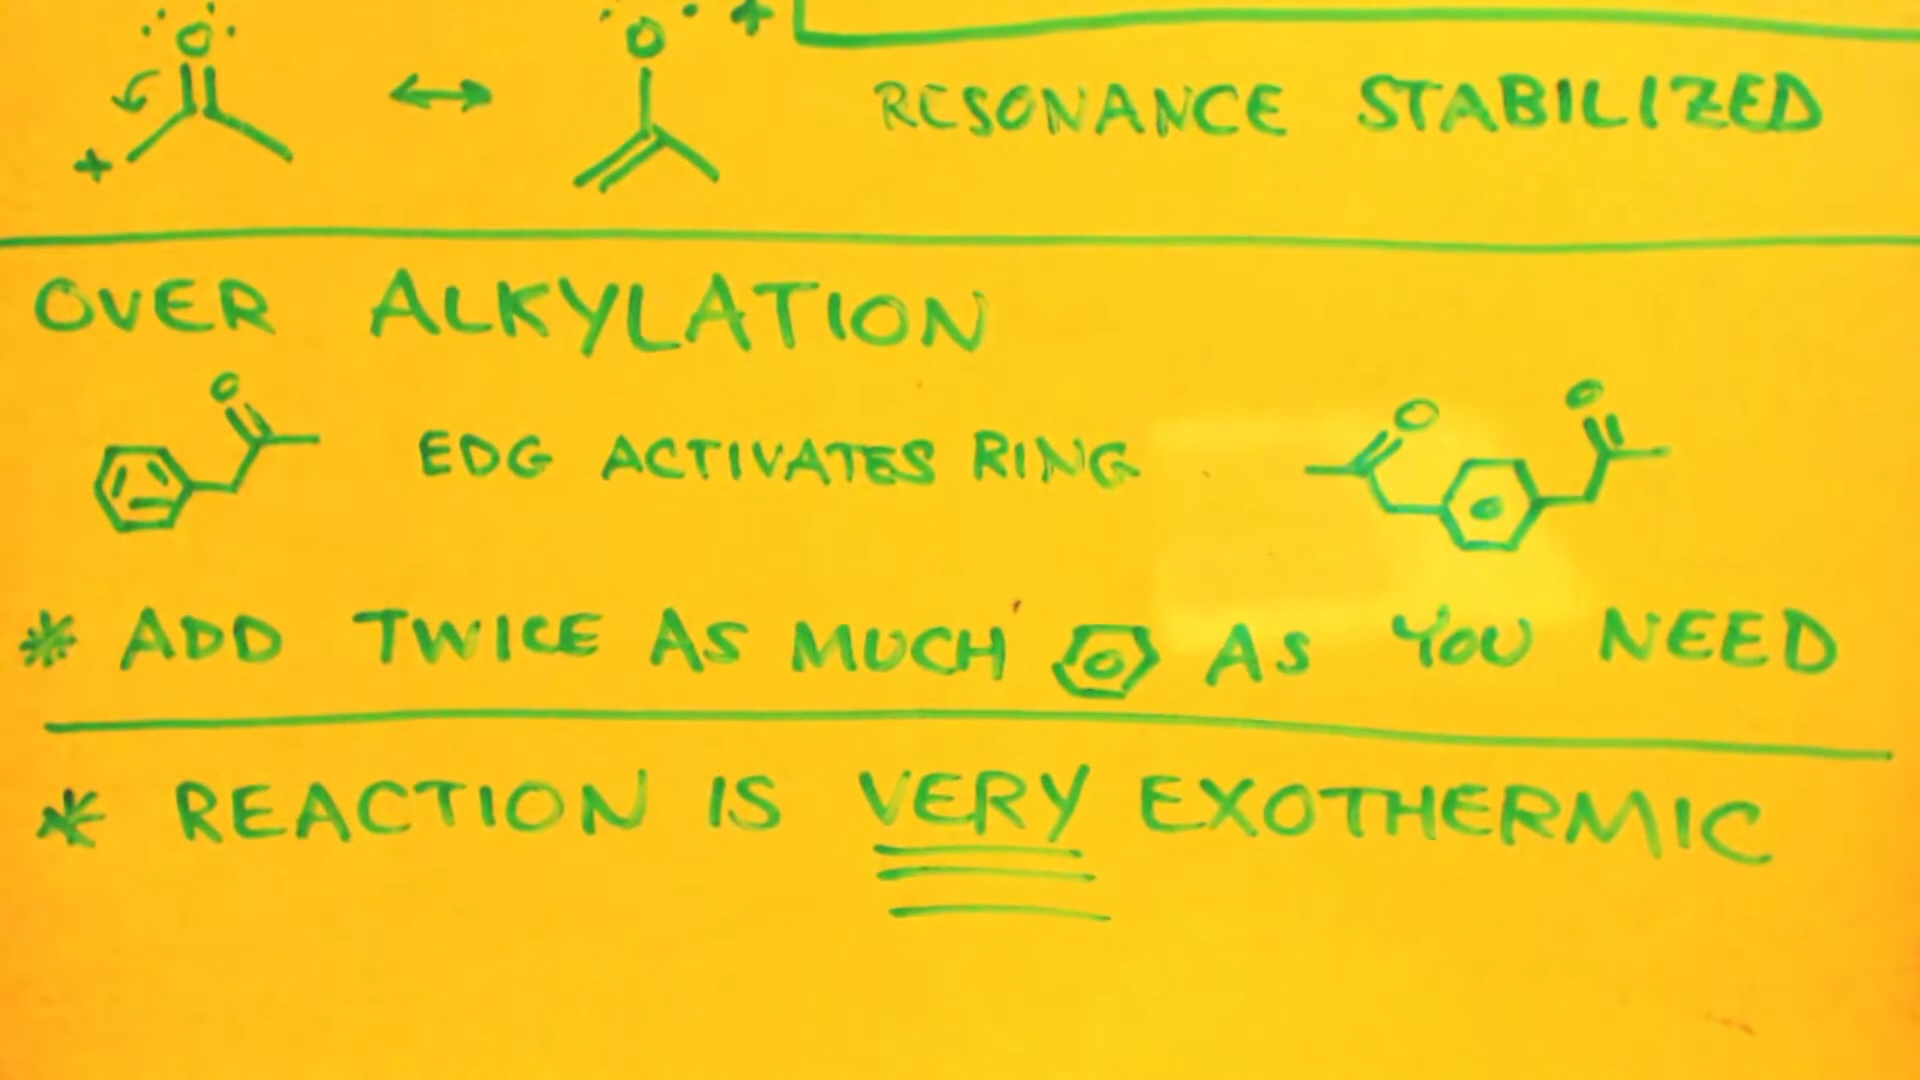 O O +
+
RESONANCE STABILIZED
OVER ALKYLATION
O EDG ACTIVATES RING O O
* ADD TWICE AS MUCH AS YOU NEED
* REACTION IS VERY EXOTHERMIC